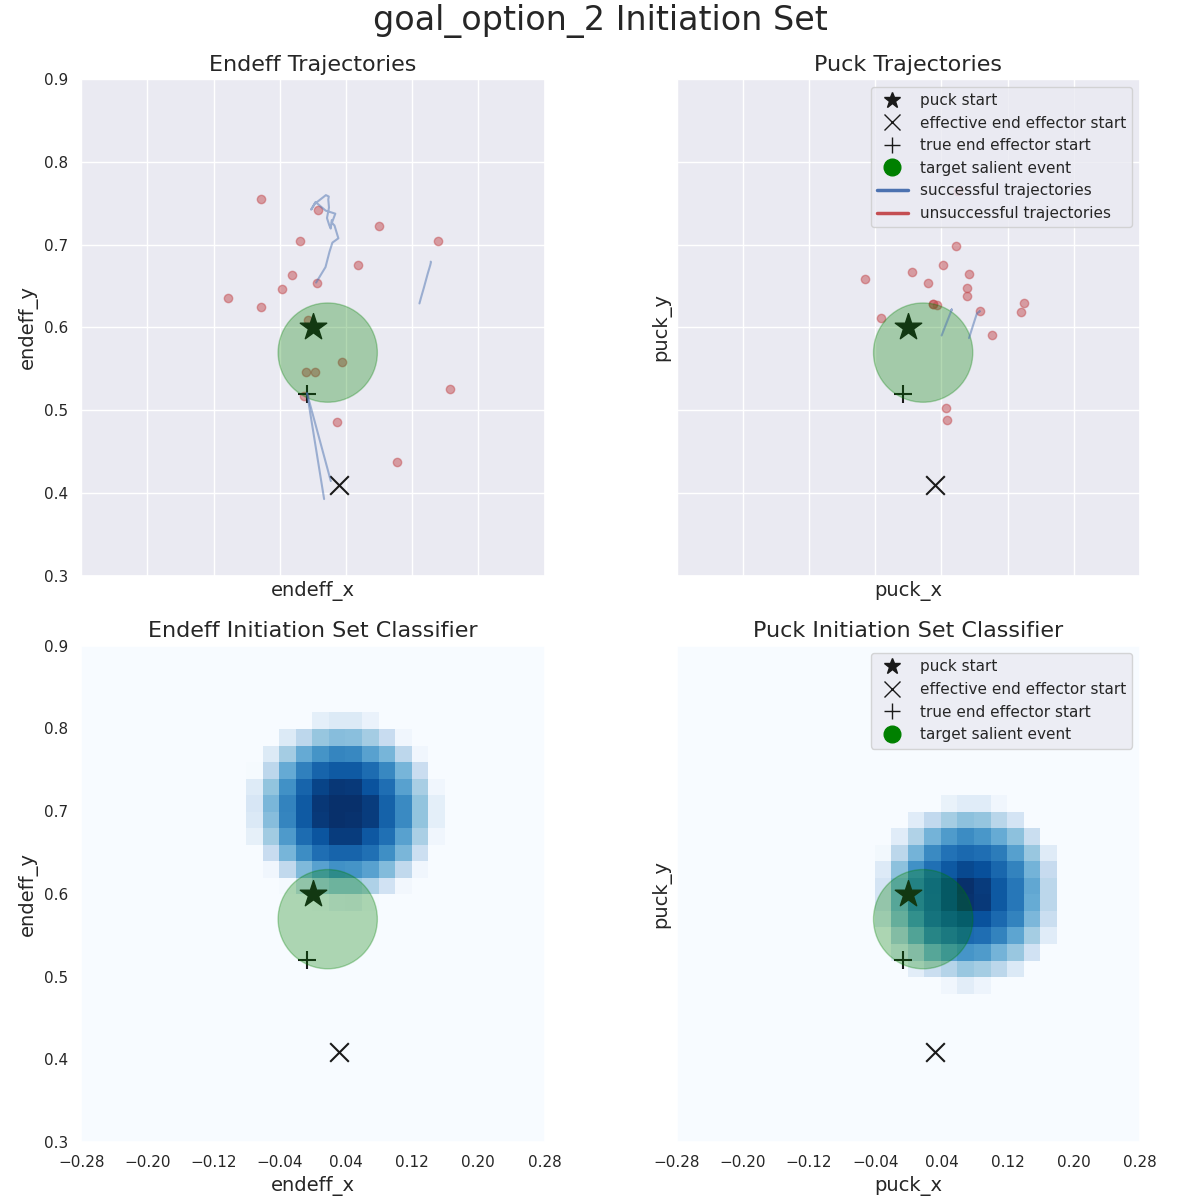 goal_option_2 Initiation Set
Endeff Trajectories
0.9
0.8
0.7
0.6
0.5
0.4
0.3
endeff_y
endeff_x
Puck Trajectories
puck start
effective end effector start
true end effector start
target salient event
successful trajectories
unsuccessful trajectories
puck_y
puck_x
Endeff Initiation Set Classifier
0.9
0.8
0.7
0.6
0.5
0.4
0.3
endeff_y
−0.28 −0.20 −0.12 −0.04 0.04 0.12 0.20 0.28
endeff_x
Puck Initiation Set Classifier
puck start
effective end effector start
true end effector start
target salient event
puck_y
−0.28 −0.20 −0.12 −0.04 0.04 0.12 0.20 0.28
puck_x